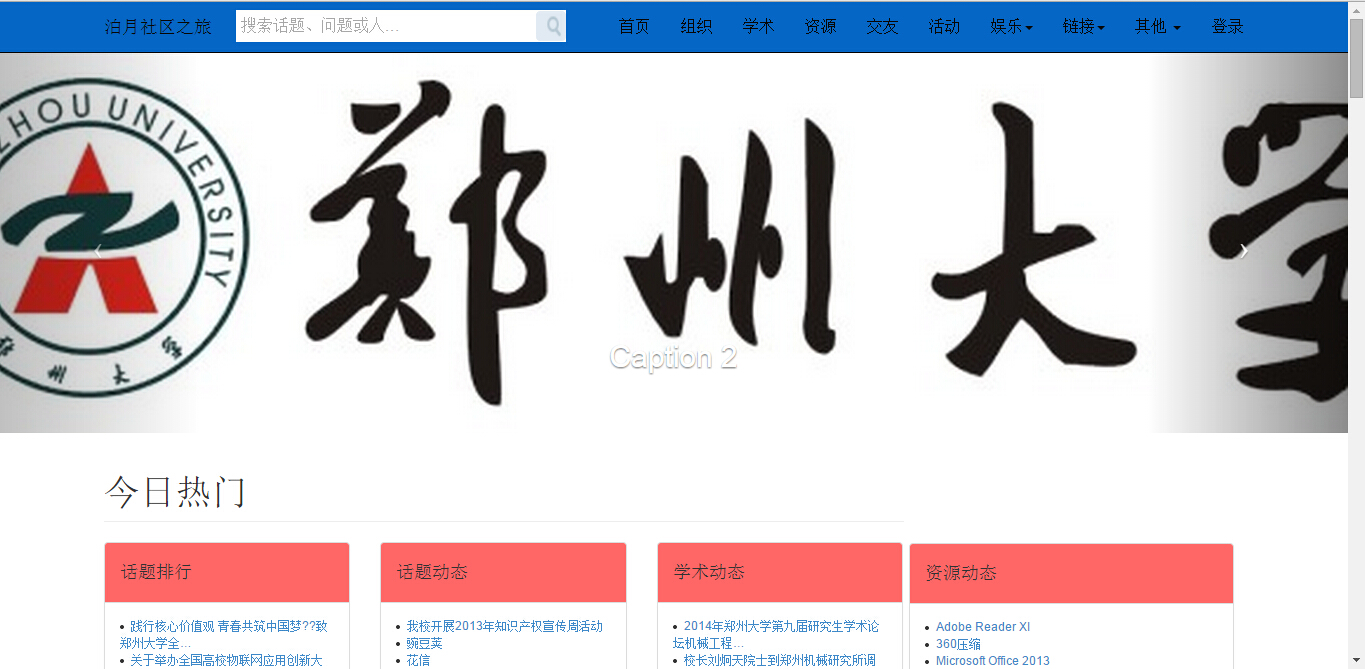 泊月社区之旅 搜索话题、问题或人... 首页 组织 学术 资源 交友 活动 娱乐 链接 其他 登录
ZHOU UNIVERSITY
郑 州 大 学
州 大 学
Caption 2
今日热门
话题排行
践行核心价值观 青春共筑中国梦??致
郑州大学全...
关于举办全国高校物联网应用创新大
话题动态
我校开展2013年知识产权宣传周活动
豌豆荚
花信
学术动态
2014年郑州大学第九届研究生学术论
坛机械工程...
校长刘炯天院士到郑州机械研究所调
资源动态
Adobe Reader XI
360压缩
Microsoft Office 2013